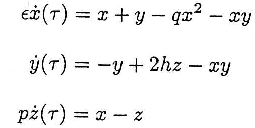 ϵẋ(τ) = x + y − qx² − xy
ẏ(τ) = −y + 2hz − xy
pż(τ) = x − z